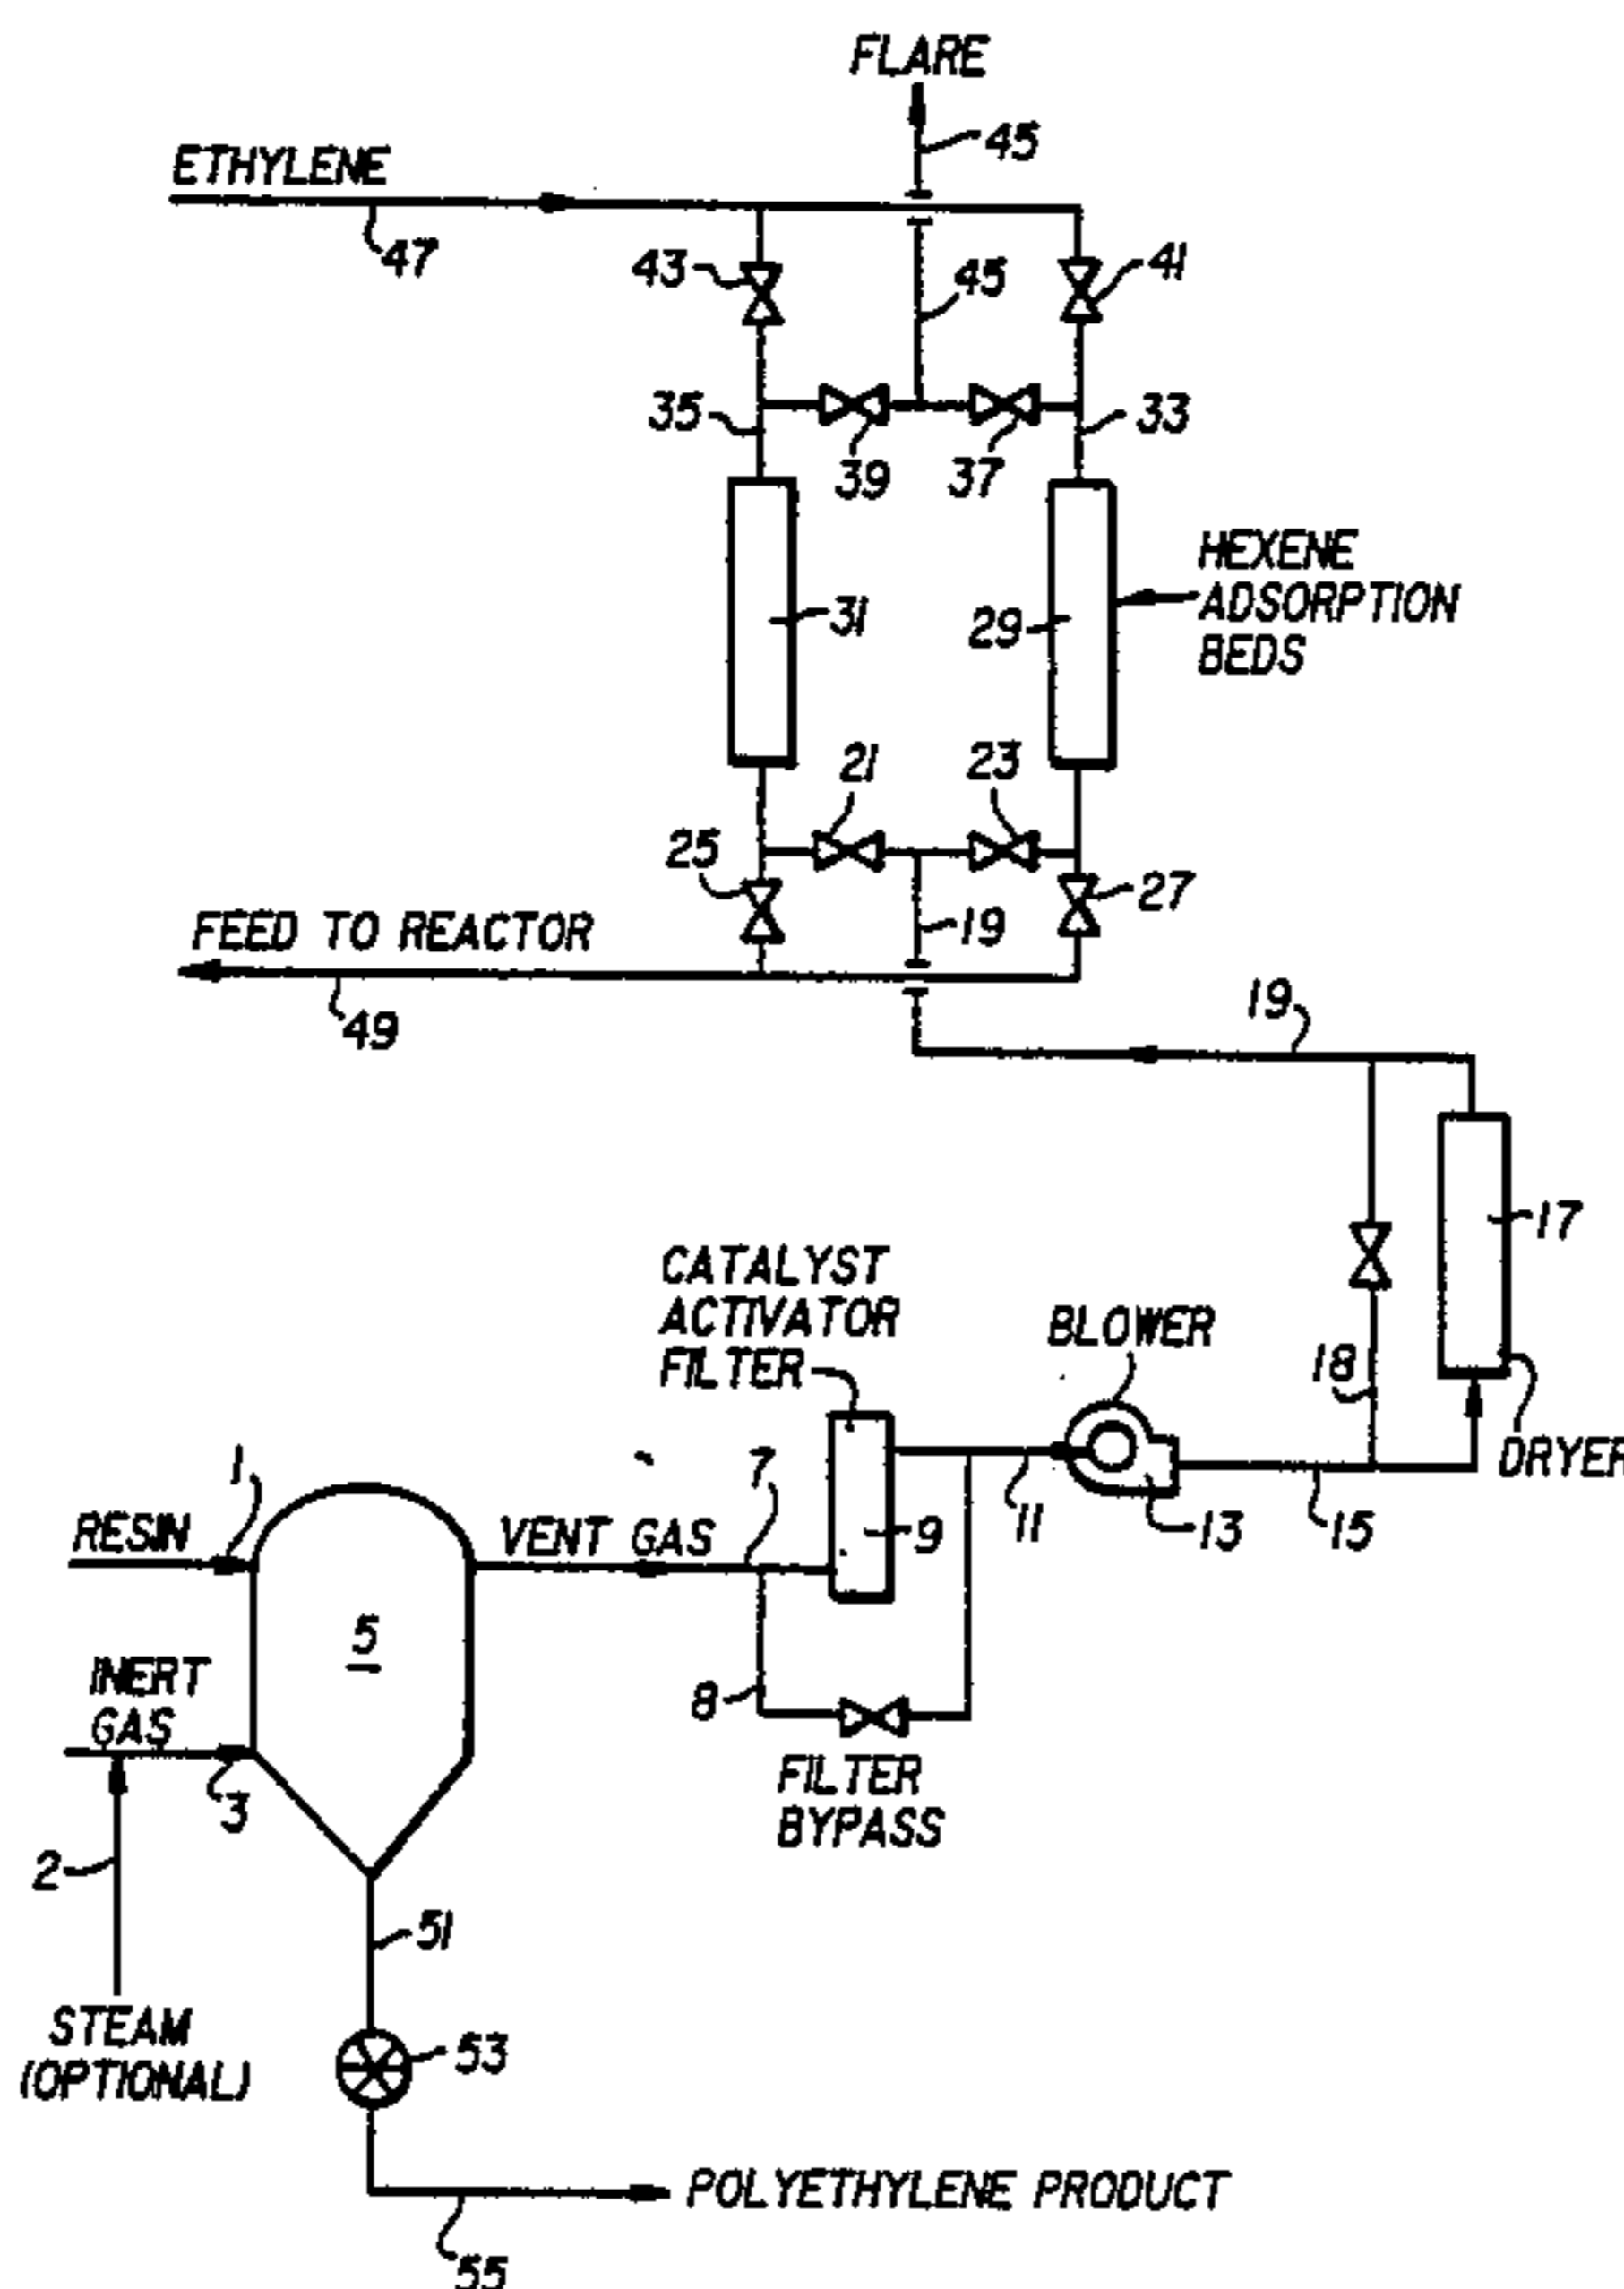 FLARE
45
ETHYLENE
47
43
45
41
35
39
37
33
31
29
HEXENE
ADSORPTION
BEDS
21
23
25
27
19
FEED TO REACTOR
49
19
17
CATALYST
ACTIVATOR
FILTER
BLOWER
18
DRYER
1
7
RESIN
VENT GAS
9
11
13
15
5
INERT
GAS
8
3
FILTER
BYPASS
2
51
STEAM
(OPTIONAL)
53
POLYETHYLENE PRODUCT
55